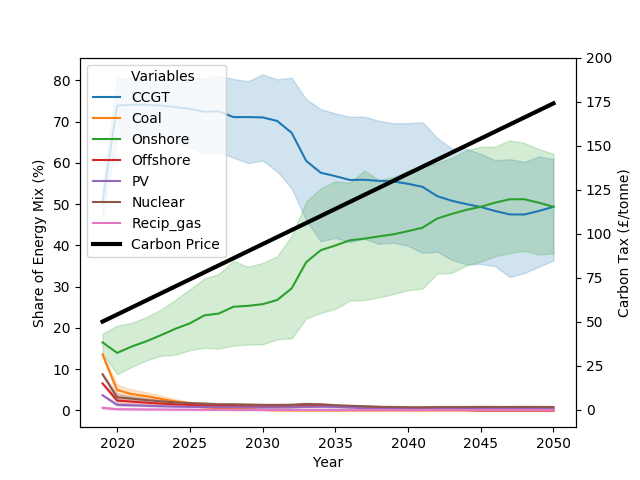 Variables
CCGT
Coal
Onshore
Offshore
PV
Nuclear
Recip_gas
Carbon Price
Share of Energy Mix (%)
80
70
60
50
40
30
20
10
0
2020 2025 2030 2035 2040 2045 2050
Year
200
175
150
125
100
75
50
25
0
Carbon Tax (£/tonne)